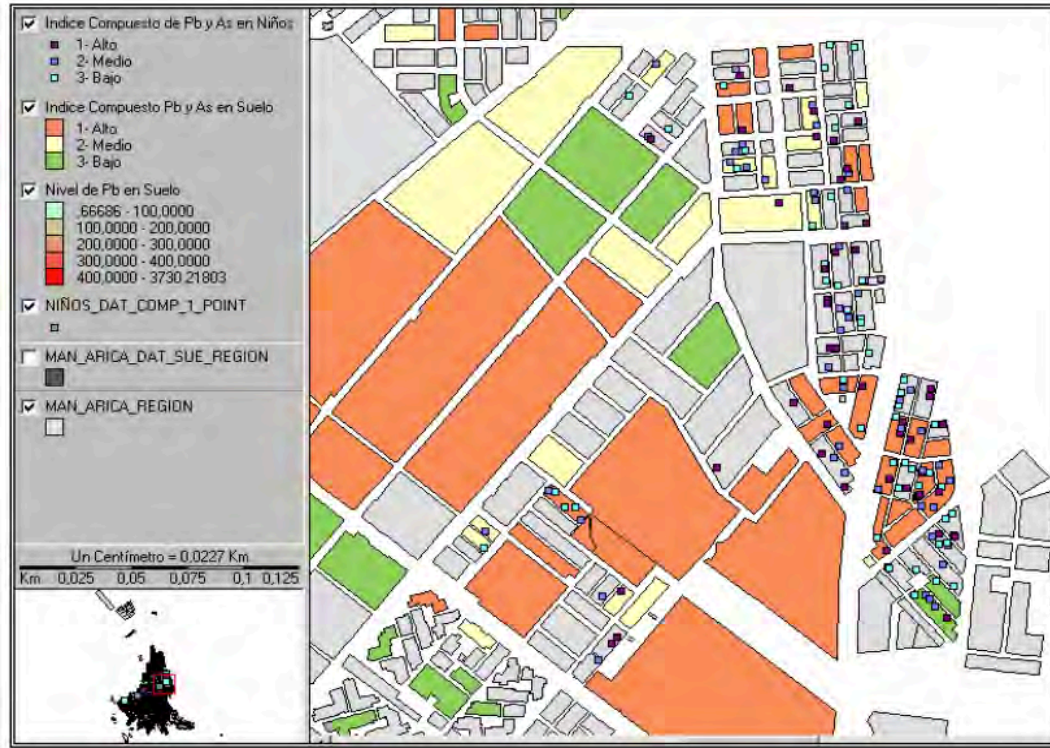 Indice Compuesto de Pb y As en Niños
1- Alto
2- Medio
3- Bajo
Indice Compuesto Pb y As en Suelo
1- Alto
2- Medio
3- Bajo
Nivel de Pb en Suelo
,66686 - 100,0000
100,0000 - 200,0000
200,0000 - 300,0000
300,0000 - 400,0000
400,0000 - 3730,21803
NIÑOS_DAT_COMP_1_POINT
MAN_ARICA_DAT_SUE_REGION
MAN_ARICA_REGION
Un Centímetro = 0,0227 Km.
Km 0,025 0,05 0,075 0,1 0,125